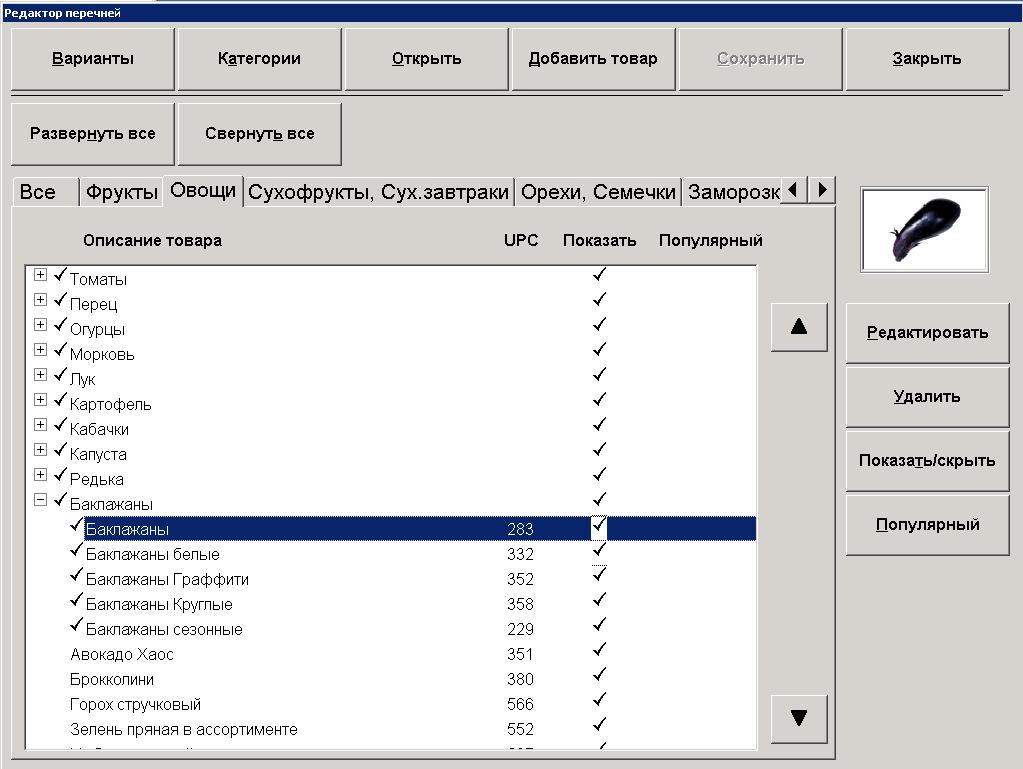 Редактор перечней
Варианты Категории Открыть Добавить товар Сохранить Закрыть
Развернуть все Свернуть все
Все Фрукты Овощи Сухофрукты, Сух.завтраки Орехи, Семечки Заморозк
Описание товара UPC Показать Популярный
Томаты
Перец
Огурцы
Морковь
Лук
Картофель
Кабачки
Капуста
Редька
Баклажаны
Баклажаны 283
Баклажаны белые 332
Баклажаны Граффити 352
Баклажаны Круглые 358
Баклажаны сезонные 229
Авокадо Хаос 351
Брокколини 380
Горох стручковый 566
Зелень пряная в ассортименте 552
Редактировать
Удалить
Показать/скрыть
Популярный